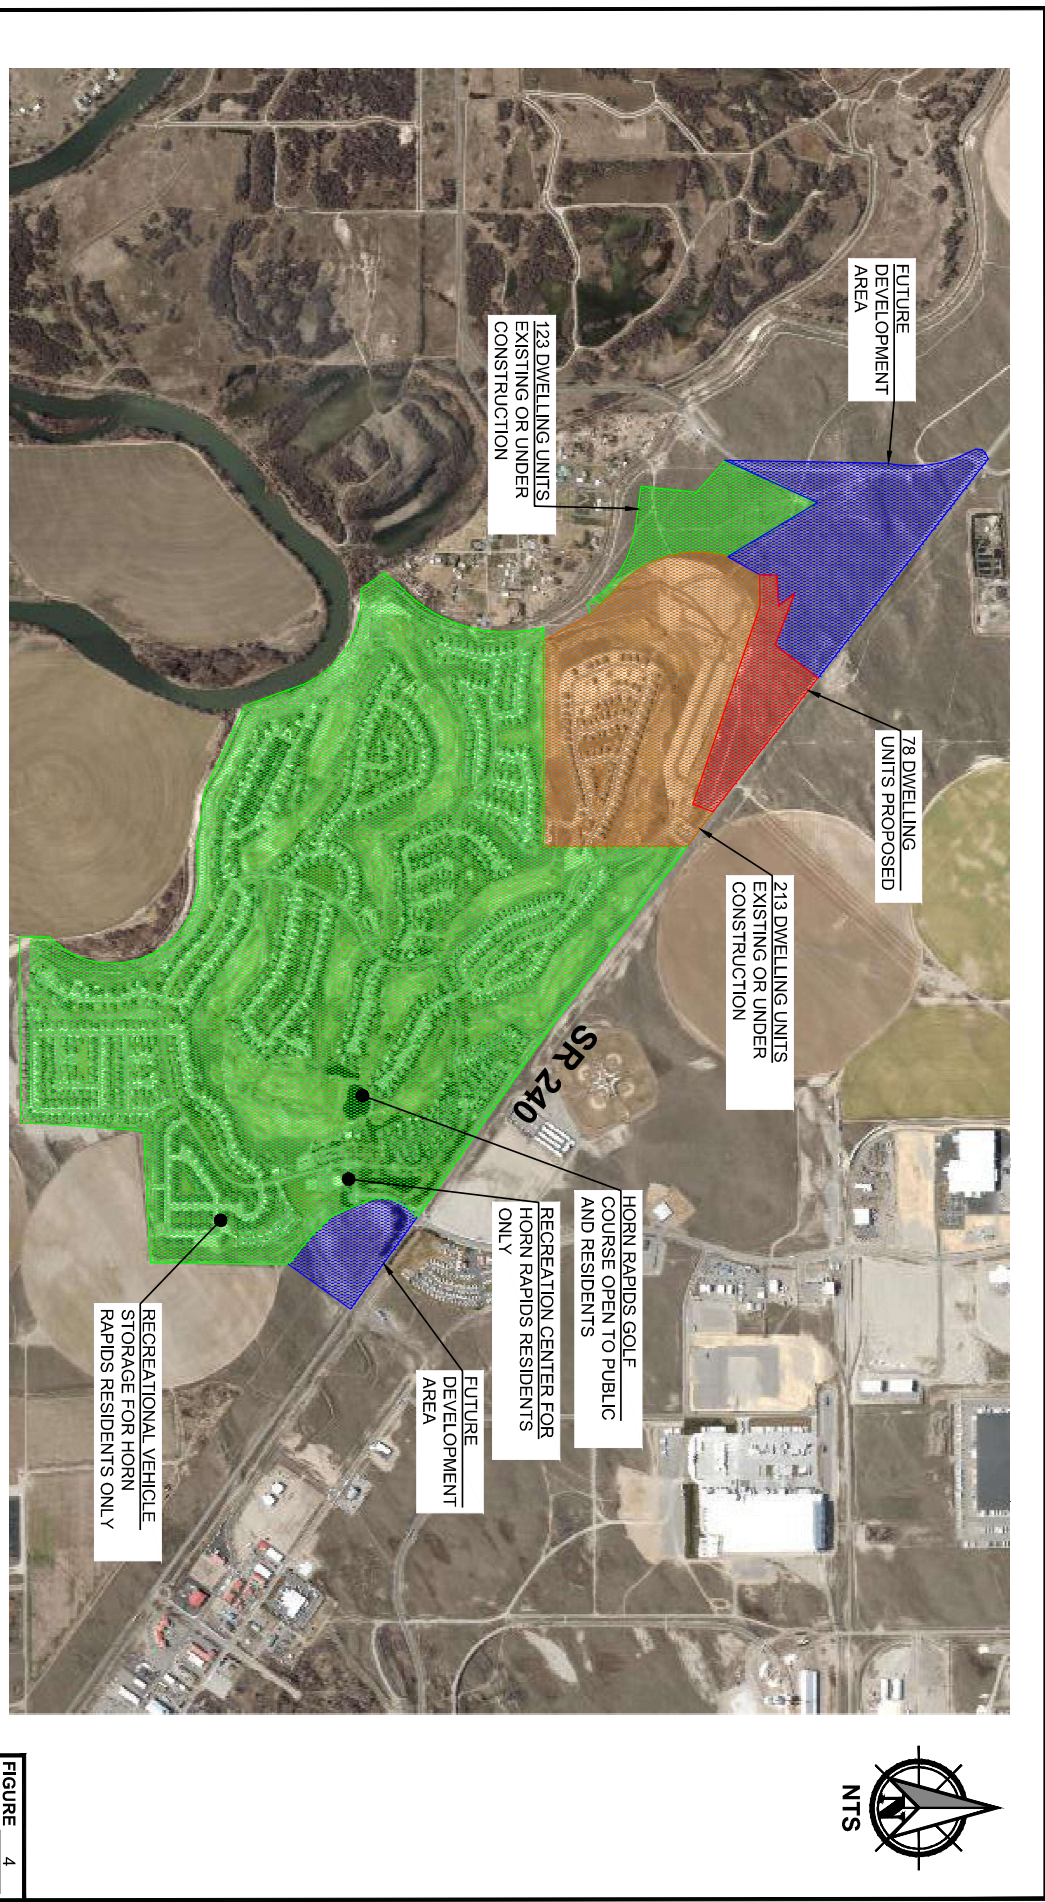 FUTURE
DEVELOPMENT
AREA
123 DWELLING UNITS
EXISTING OR UNDER
CONSTRUCTION
78 DWELLING
UNITS PROPOSED
213 DWELLING UNITS
EXISTING OR UNDER
CONSTRUCTION
SR 240
HORN RAPIDS GOLF
COURSE OPEN TO PUBLIC
AND RESIDENTS
RECREATION CENTER FOR
HORN RAPIDS RESIDENTS
ONLY
FUTURE
DEVELOPMENT
AREA
RECREATIONAL VEHICLE
STORAGE FOR HORN
RAPIDS RESIDENTS ONLY
N
NTS
FIGURE 4